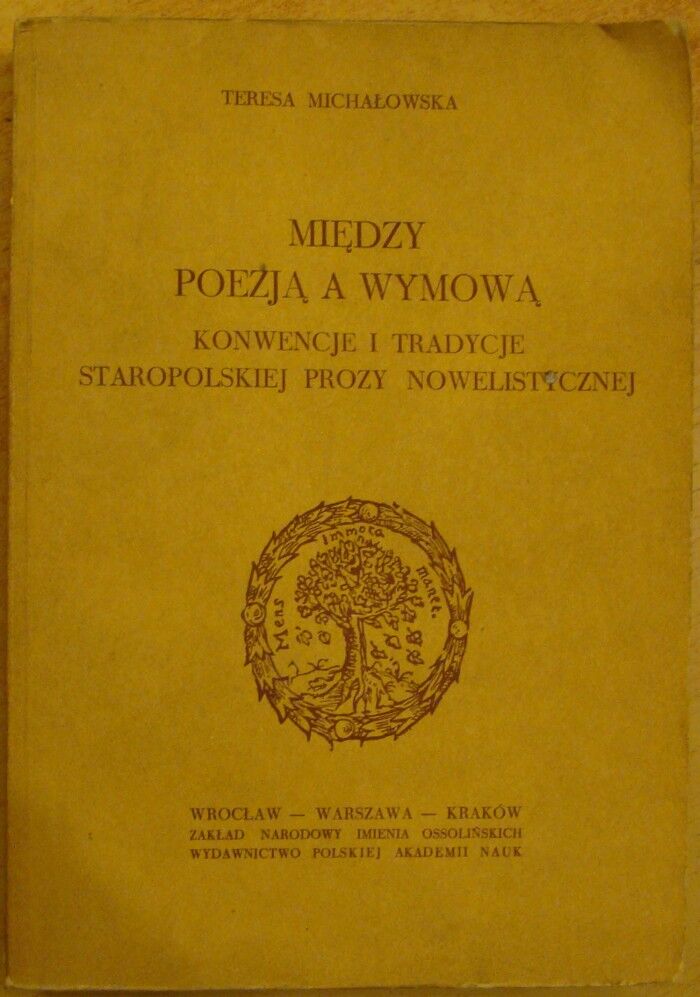 TERESA MICHAŁOWSKA
MIĘDZY
POEZJĄ A WYMOWĄ
KONWENCJE I TRADYCJE
STAROPOLSKIEJ PROZY NOWELISTYCZNEJ
Mens immota manet.
WROCŁAW — WARSZAWA — KRAKÓW
ZAKŁAD NARODOWY IMIENIA OSSOLIŃSKICH
WYDAWNICTWO POLSKIEJ AKADEMII NAUK